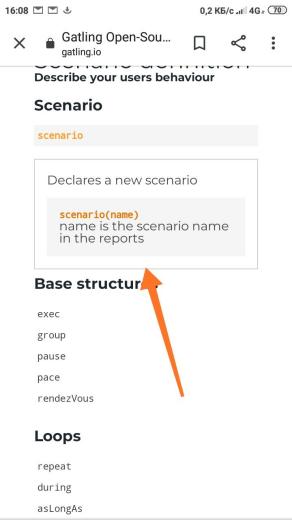 16:08 0,2 КБ/с 4G 70
Gatling Open-Sou...
gatling.io
Scenario definition
Describe your users behaviour
Scenario
scenario
Declares a new scenario
scenario(name)
name is the scenario name
in the reports
Base structur
exec
group
pause
pace
rendezVous
Loops
repeat
during
asLongAs